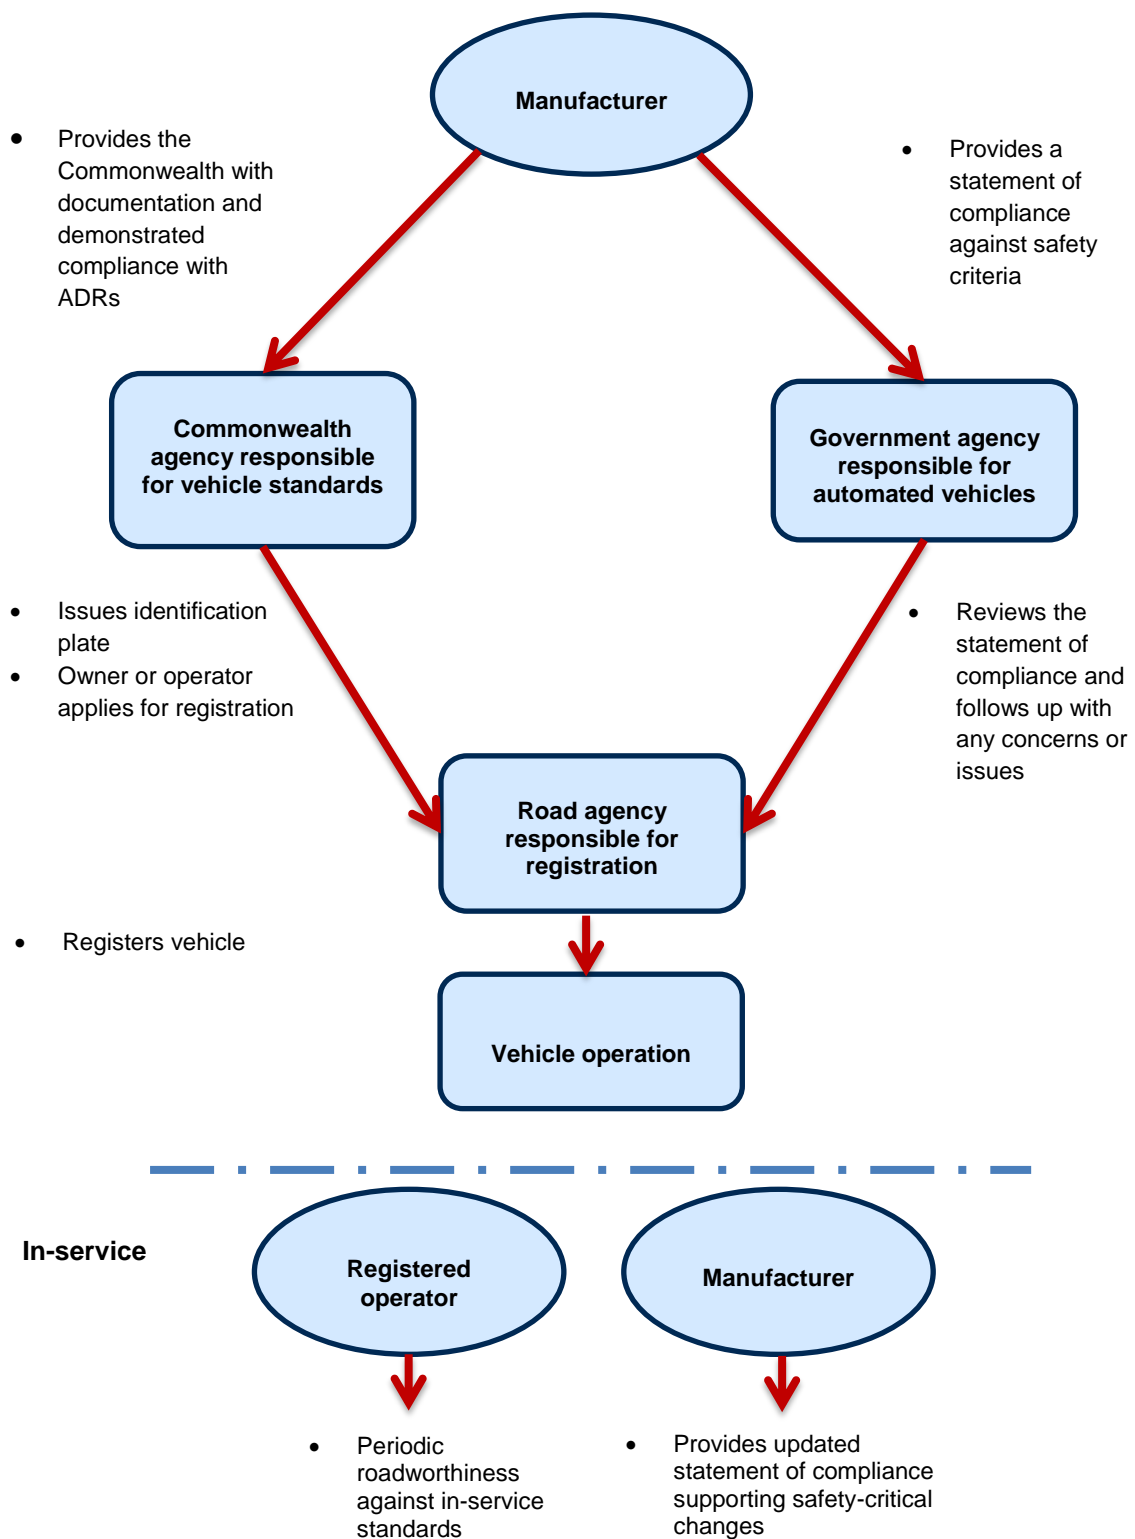 Manufacturer
• Provides the
Commonwealth with
documentation and
demonstrated
compliance with
ADRs
• Provides a
statement of
compliance
against safety
criteria
Commonwealth
agency responsible
for vehicle standards
Government agency
responsible for
automated vehicles
• Issues identification
plate
• Owner or operator
applies for registration
• Reviews the
statement of
compliance and
follows up with
any concerns or
issues
Road agency
responsible for
registration
• Registers vehicle
Vehicle operation
In-service
Registered
operator
Manufacturer
• Periodic
roadworthiness
against in-service
standards
• Provides updated
statement of compliance
supporting safety-critical
changes